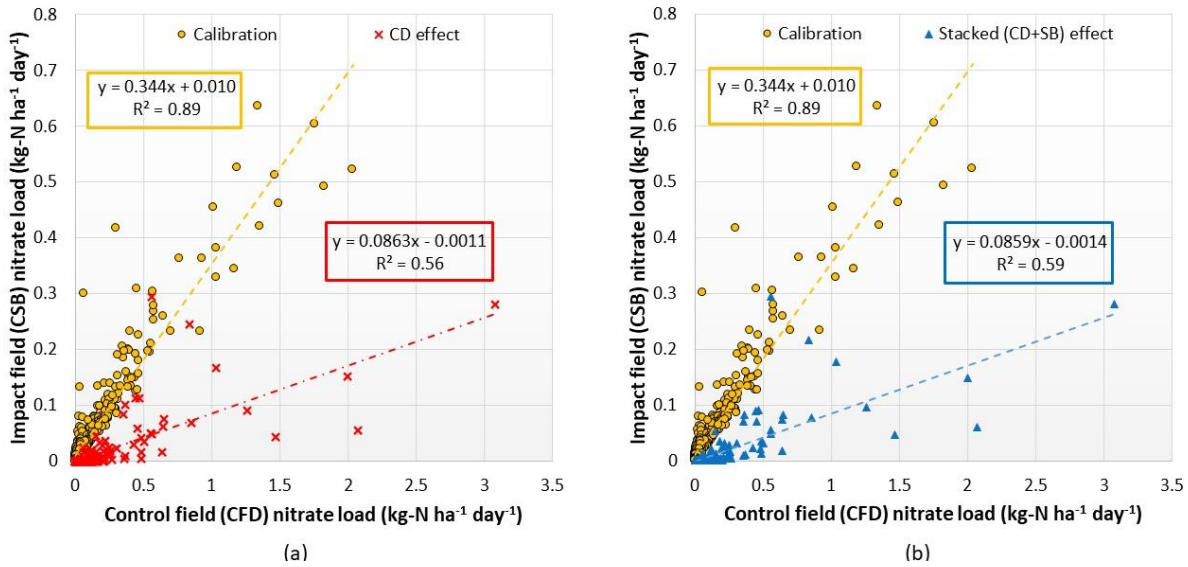 0.8
0.7
0.6
0.5
0.4
0.3
0.2
0.1
0
Impact field (CSB) nitrate load (kg-N ha⁻¹ day⁻¹)
Calibration
CD effect
y = 0.344x + 0.010
R² = 0.89
y = 0.0863x - 0.0011
R² = 0.56
0 0.5 1 1.5 2 2.5 3 3.5
Control field (CFD) nitrate load (kg-N ha⁻¹ day⁻¹)
(a)
0.8
0.7
0.6
0.5
0.4
0.3
0.2
0.1
0
Impact field (CSB) nitrate load (kg-N ha⁻¹ day⁻¹)
Calibration
Stacked (CD+SB) effect
y = 0.344x + 0.010
R² = 0.89
y = 0.0859x - 0.0014
R² = 0.59
0 0.5 1 1.5 2 2.5 3 3.5
Control field (CFD) nitrate load (kg-N ha⁻¹ day⁻¹)
(b)